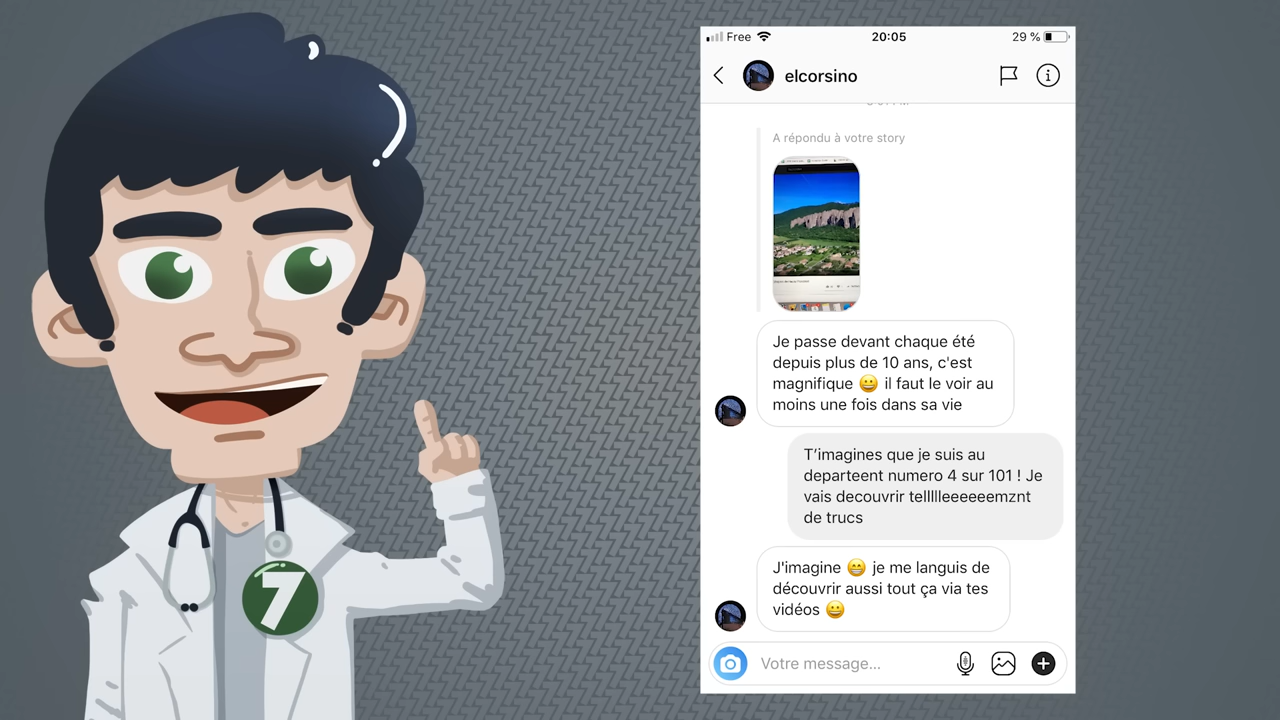 Free
20:05
29 %
elcorsino
A répondu à votre story
Je passe devant chaque été
depuis plus de 10 ans, c'est
magnifique 😀 il faut le voir au
moins une fois dans sa vie
T'imagines que je suis au
departeent numero 4 sur 101 ! Je
vais decouvrir telllleeeeeemznt
de trucs
J'imagine 😁 je me languis de
découvrir aussi tout ça via tes
vidéos 😀
Votre message...
7